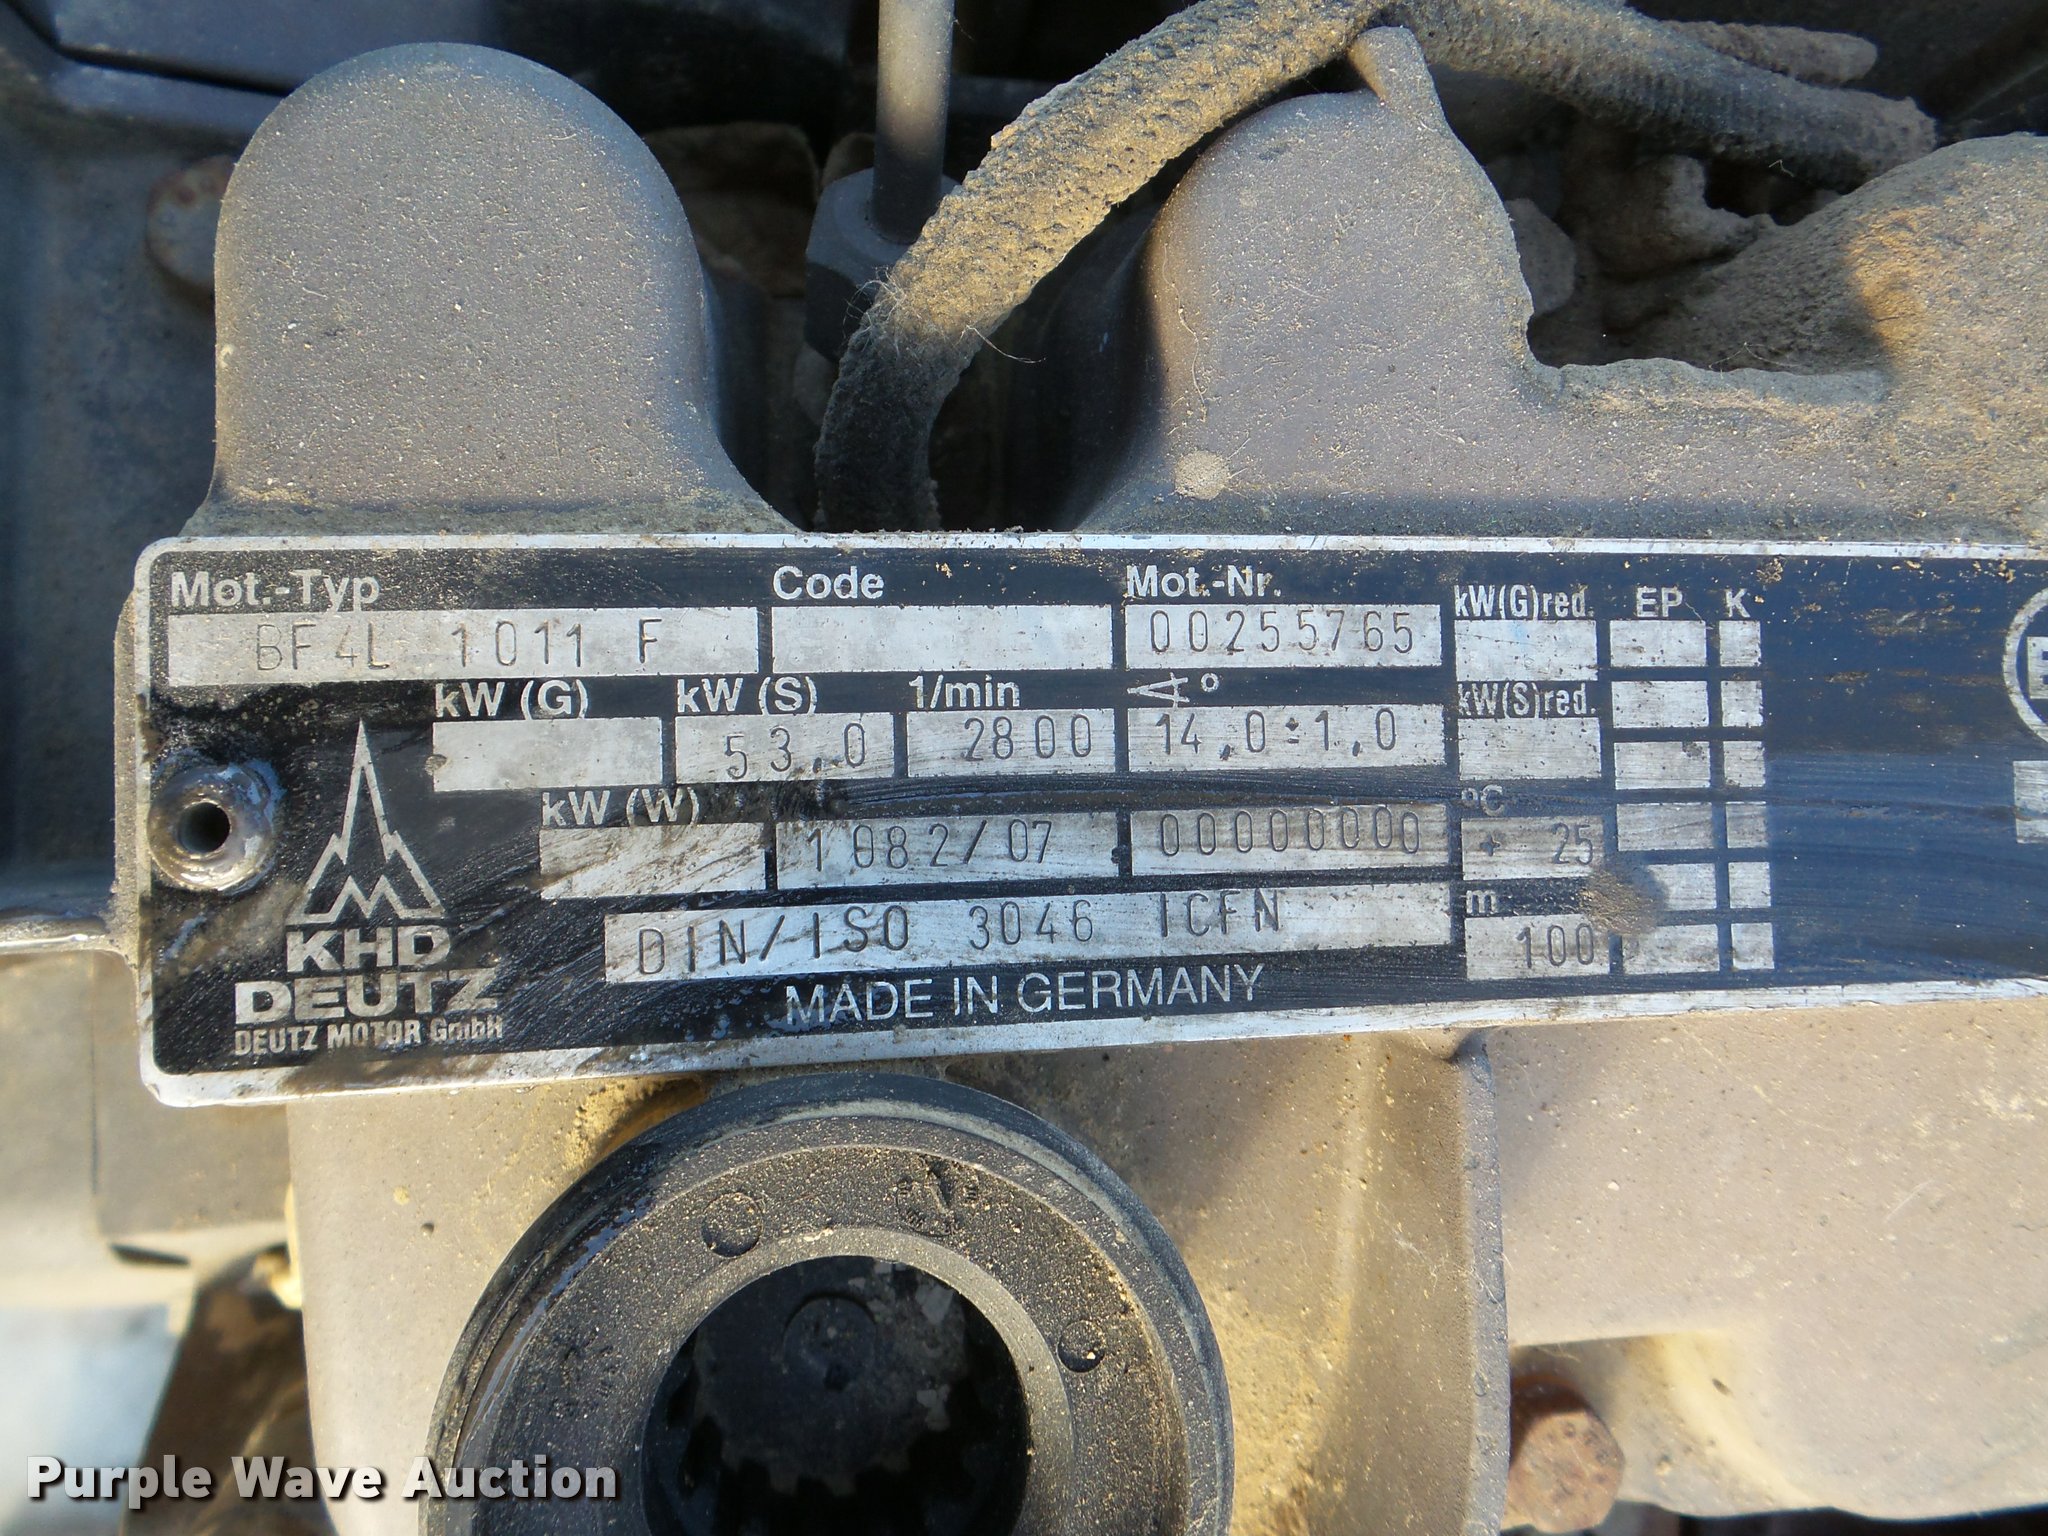 Mot.-Typ Code Mot.-Nr. kW(G)red. EP K
BF4L 1011 F 00255765
kW (G) kW (S) 1/min ∢° kW(S)red.
53,0 2800 14,0±1,0
kW (W) °C
1082/07 00000000 + 25
m
DIN/ISO 3046 ICFN 100
KHD
DEUTZ
DEUTZ MOTOR GmbH
MADE IN GERMANY
Purple Wave Auction